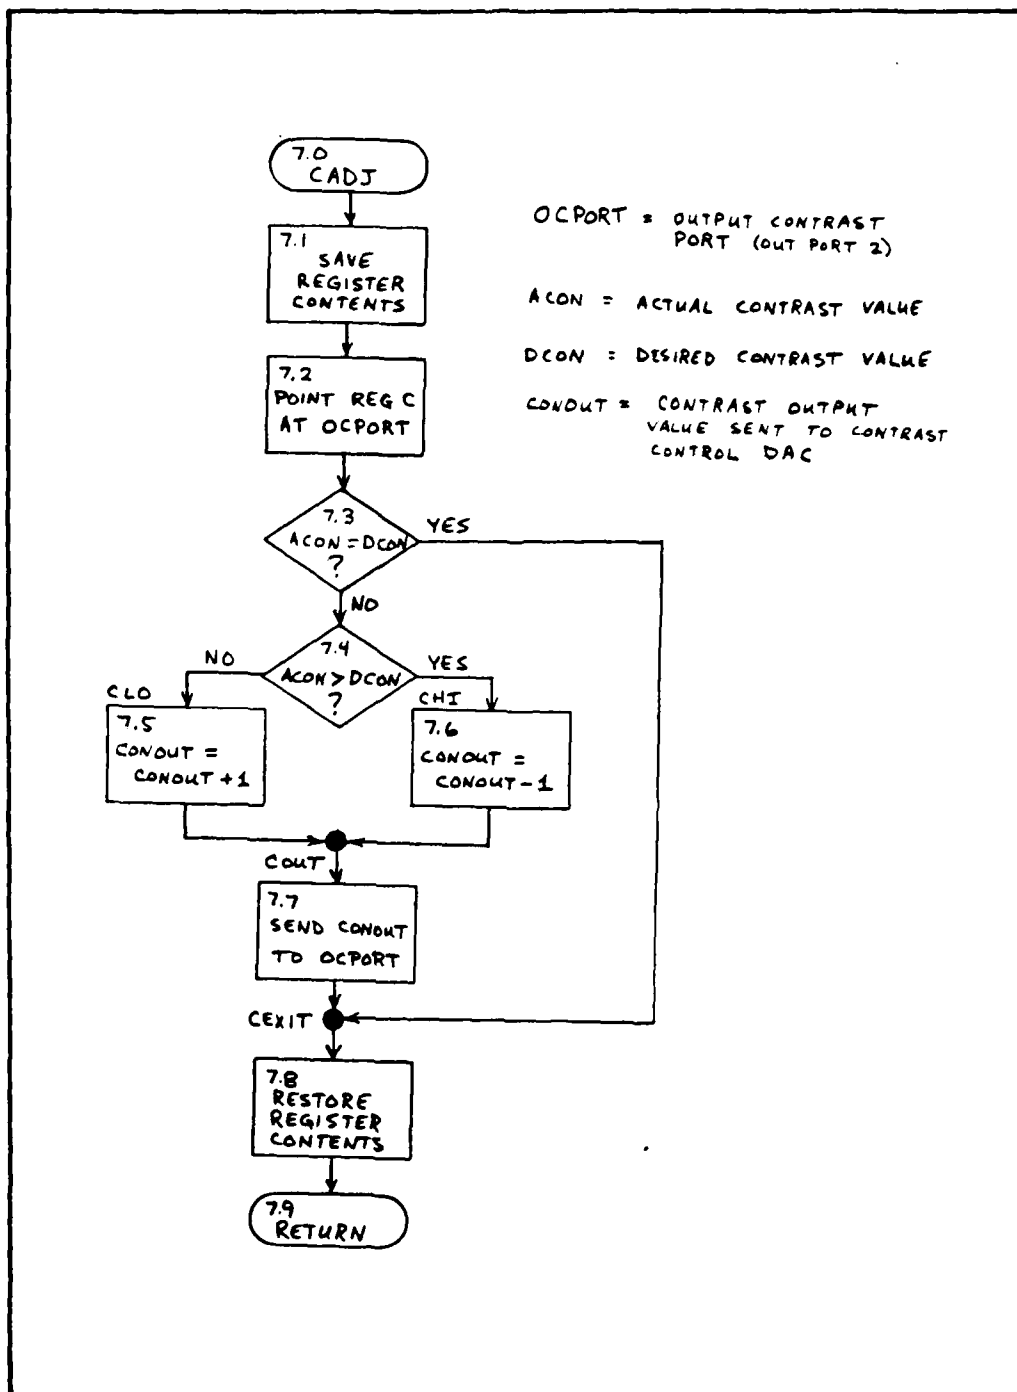 7.0
CADJ
7.1
SAVE
REGISTER
CONTENTS
7.2
POINT REG C
AT OCPORT
7.3
ACON = DCON
?
YES
NO
7.4
ACON > DCON
?
NO
YES
CLO
7.5
CONOUT =
CONOUT + 1
CHI
7.6
CONOUT =
CONOUT - 1
COUT
7.7
SEND CONOUT
TO OCPORT
CEXIT
7.8
RESTORE
REGISTER
CONTENTS
7.9
RETURN
OCPORT = OUTPUT CONTRAST
PORT (OUT PORT 2)
ACON = ACTUAL CONTRAST VALUE
DCON = DESIRED CONTRAST VALUE
CONOUT = CONTRAST OUTPUT
VALUE SENT TO CONTRAST
CONTROL DAC